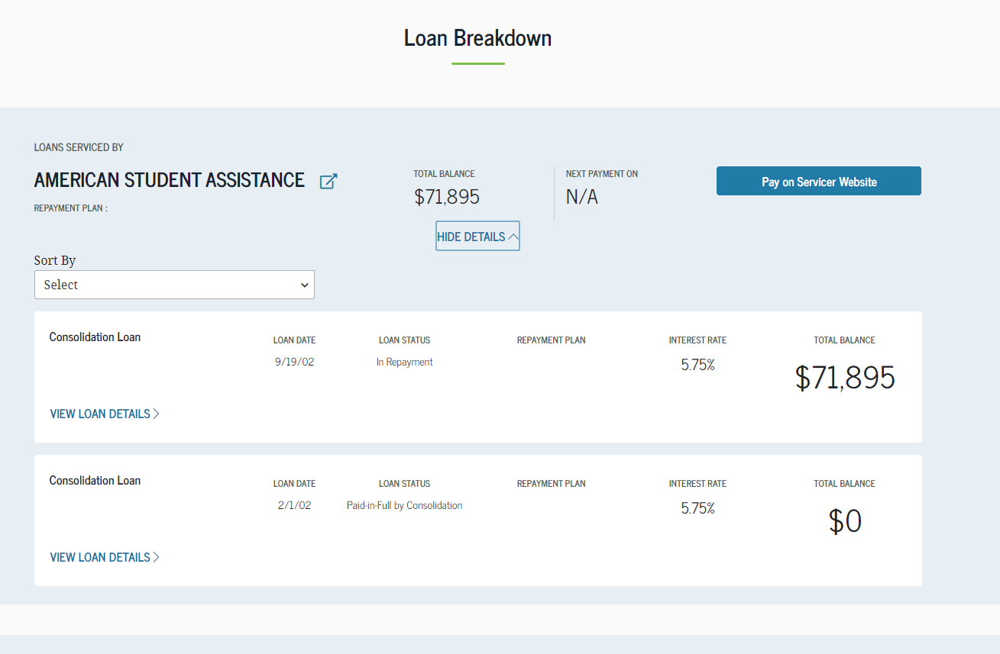 Loan Breakdown
LOANS SERVICED BY
AMERICAN STUDENT ASSISTANCE
REPAYMENT PLAN :
TOTAL BALANCE
$71,895
NEXT PAYMENT ON
N/A
Pay on Servicer Website
HIDE DETAILS
Sort By
Select
Consolidation Loan
LOAN DATE
9/19/02
LOAN STATUS
In Repayment
REPAYMENT PLAN
INTEREST RATE
5.75%
TOTAL BALANCE
$71,895
VIEW LOAN DETAILS
Consolidation Loan
LOAN DATE
2/1/02
LOAN STATUS
Paid-in-Full by Consolidation
REPAYMENT PLAN
INTEREST RATE
5.75%
TOTAL BALANCE
$0
VIEW LOAN DETAILS